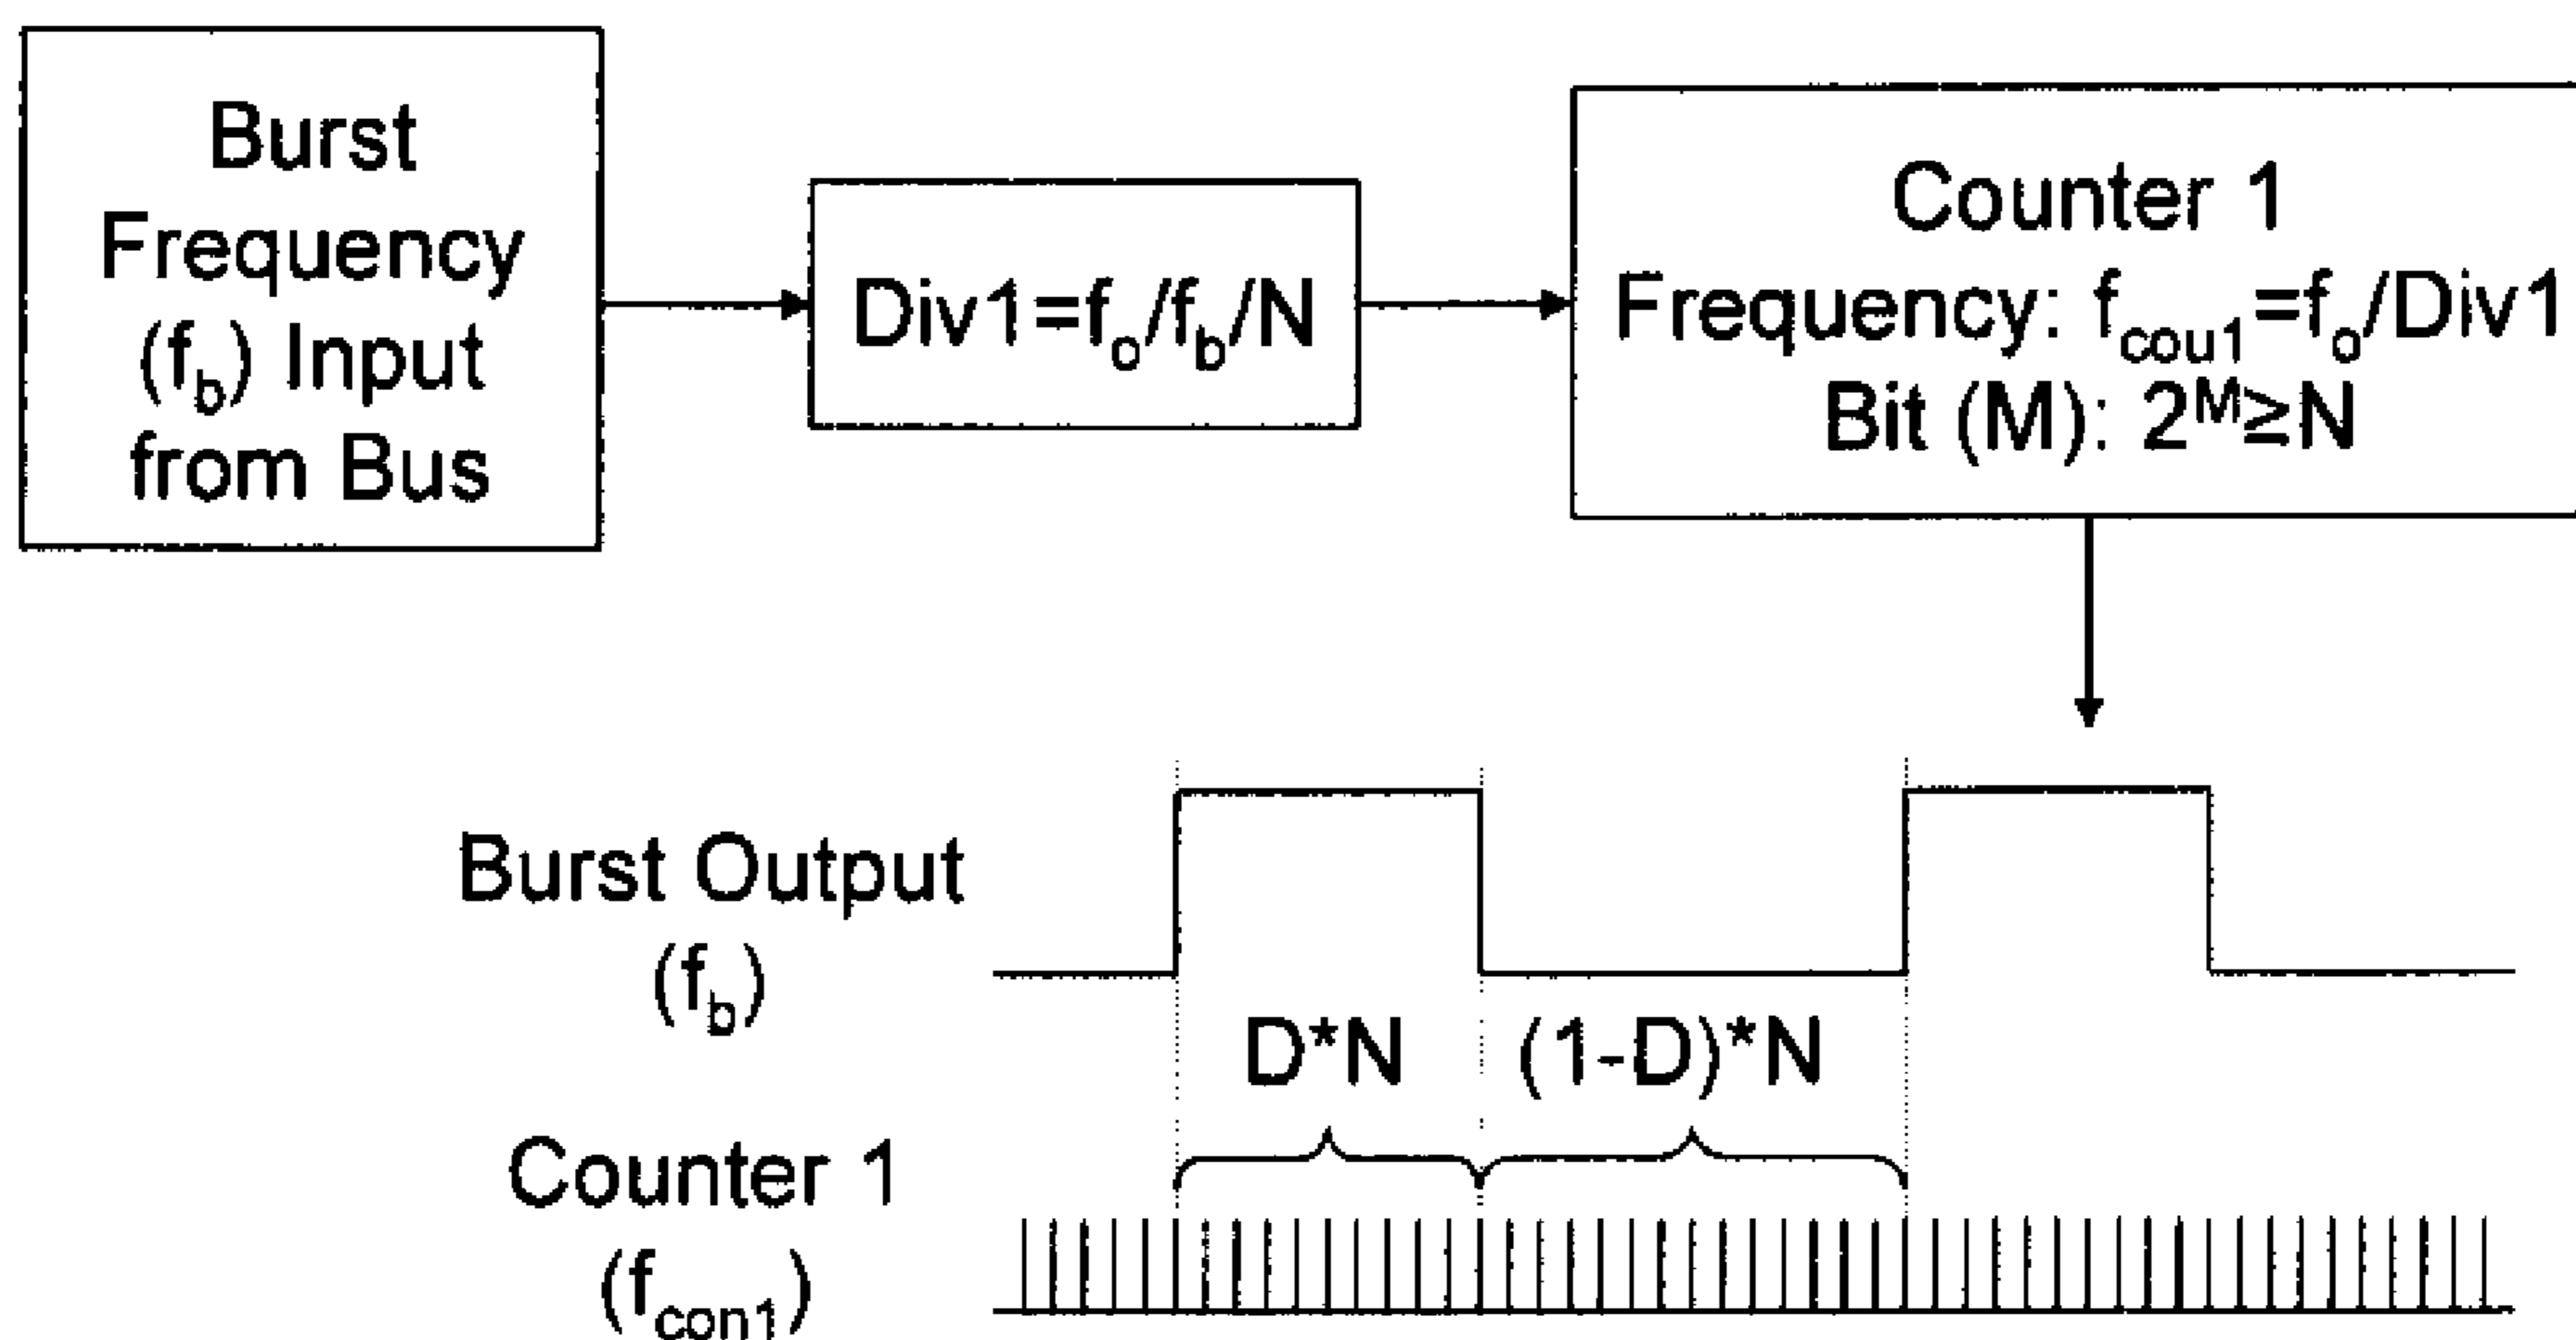 Burst
Frequency
(f_b) Input
from Bus
Div1=f_o/f_b/N
Counter 1
Frequency: f_cou1=f_o/Div1
Bit (M): 2^M≥N
Burst Output
(f_b)
D*N
(1-D)*N
Counter 1
(f_con1)